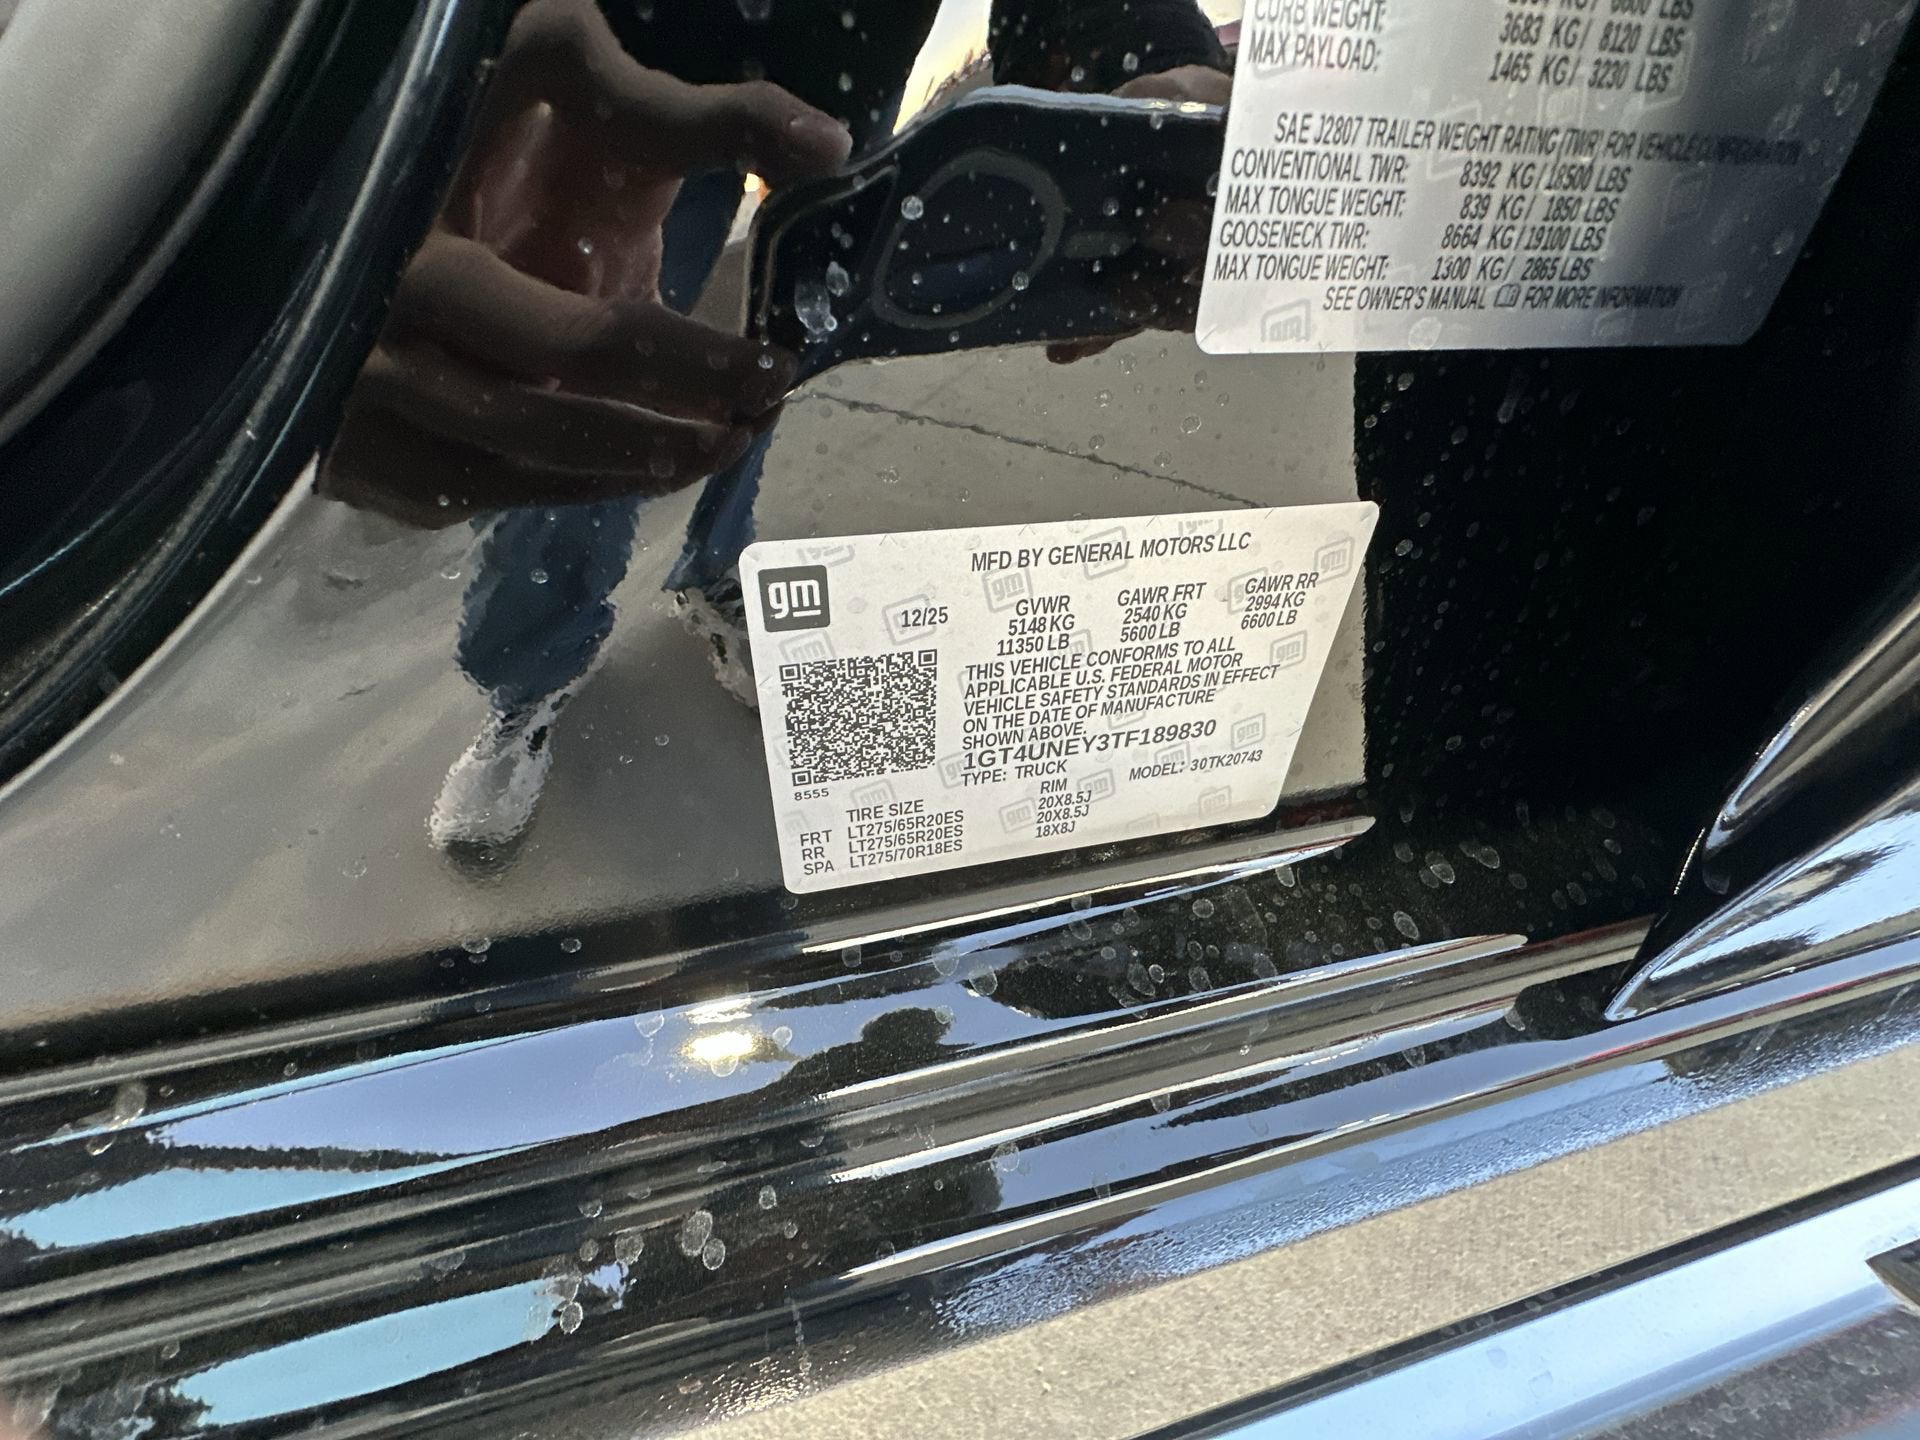 CURB WEIGHT: 3683 KG / 8120 LBS
MAX PAYLOAD: 1465 KG / 3230 LBS
SAE J2807 TRAILER WEIGHT RATING (TWR) FOR VEHICLE CONFIGURATION
CONVENTIONAL TWR: 8392 KG / 18500 LBS
MAX TONGUE WEIGHT: 839 KG / 1850 LBS
GOOSENECK TWR: 8664 KG / 19100 LBS
MAX TONGUE WEIGHT: 1300 KG / 2865 LBS
SEE OWNER'S MANUAL FOR MORE INFORMATION
gm
MFD BY GENERAL MOTORS LLC
12/25
GVWR GAWR FRT GAWR RR
5148 KG 2540 KG 2994 KG
11350 LB 5600 LB 6600 LB
THIS VEHICLE CONFORMS TO ALL
APPLICABLE U.S. FEDERAL MOTOR
VEHICLE SAFETY STANDARDS IN EFFECT
ON THE DATE OF MANUFACTURE
SHOWN ABOVE.
1GT4UNEY3TF189830
TYPE: TRUCK MODEL: 30TK20743
8555
TIRE SIZE RIM
FRT LT275/65R20ES 20X8.5J
RR LT275/65R20ES 20X8.5J
SPA LT275/70R18ES 18X8J